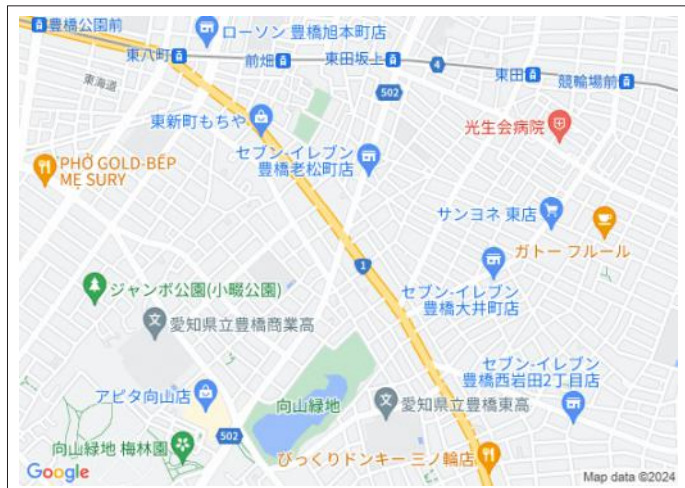 豊橋公園前
ローソン 豊橋旭本町店
東八町
前畑
東田坂上
4
東田
競輪場前
東海道
502
東新町もちや
光生会病院
セブン-イレブン
豊橋老松町店
PHỞ GOLD-BẾP
MẸ SURY
サンヨネ 東店
ガトー フルール
1
ジャンボ公園(小畷公園)
セブン-イレブン
豊橋大井町店
文
愛知県立豊橋商業高
セブン-イレブン
豊橋西岩田2丁目店
アピタ向山店
向山緑地
文
愛知県立豊橋東高
502
向山緑地 梅林園
びっくりドンキー 三ノ輪店
Google
Map data ©2024